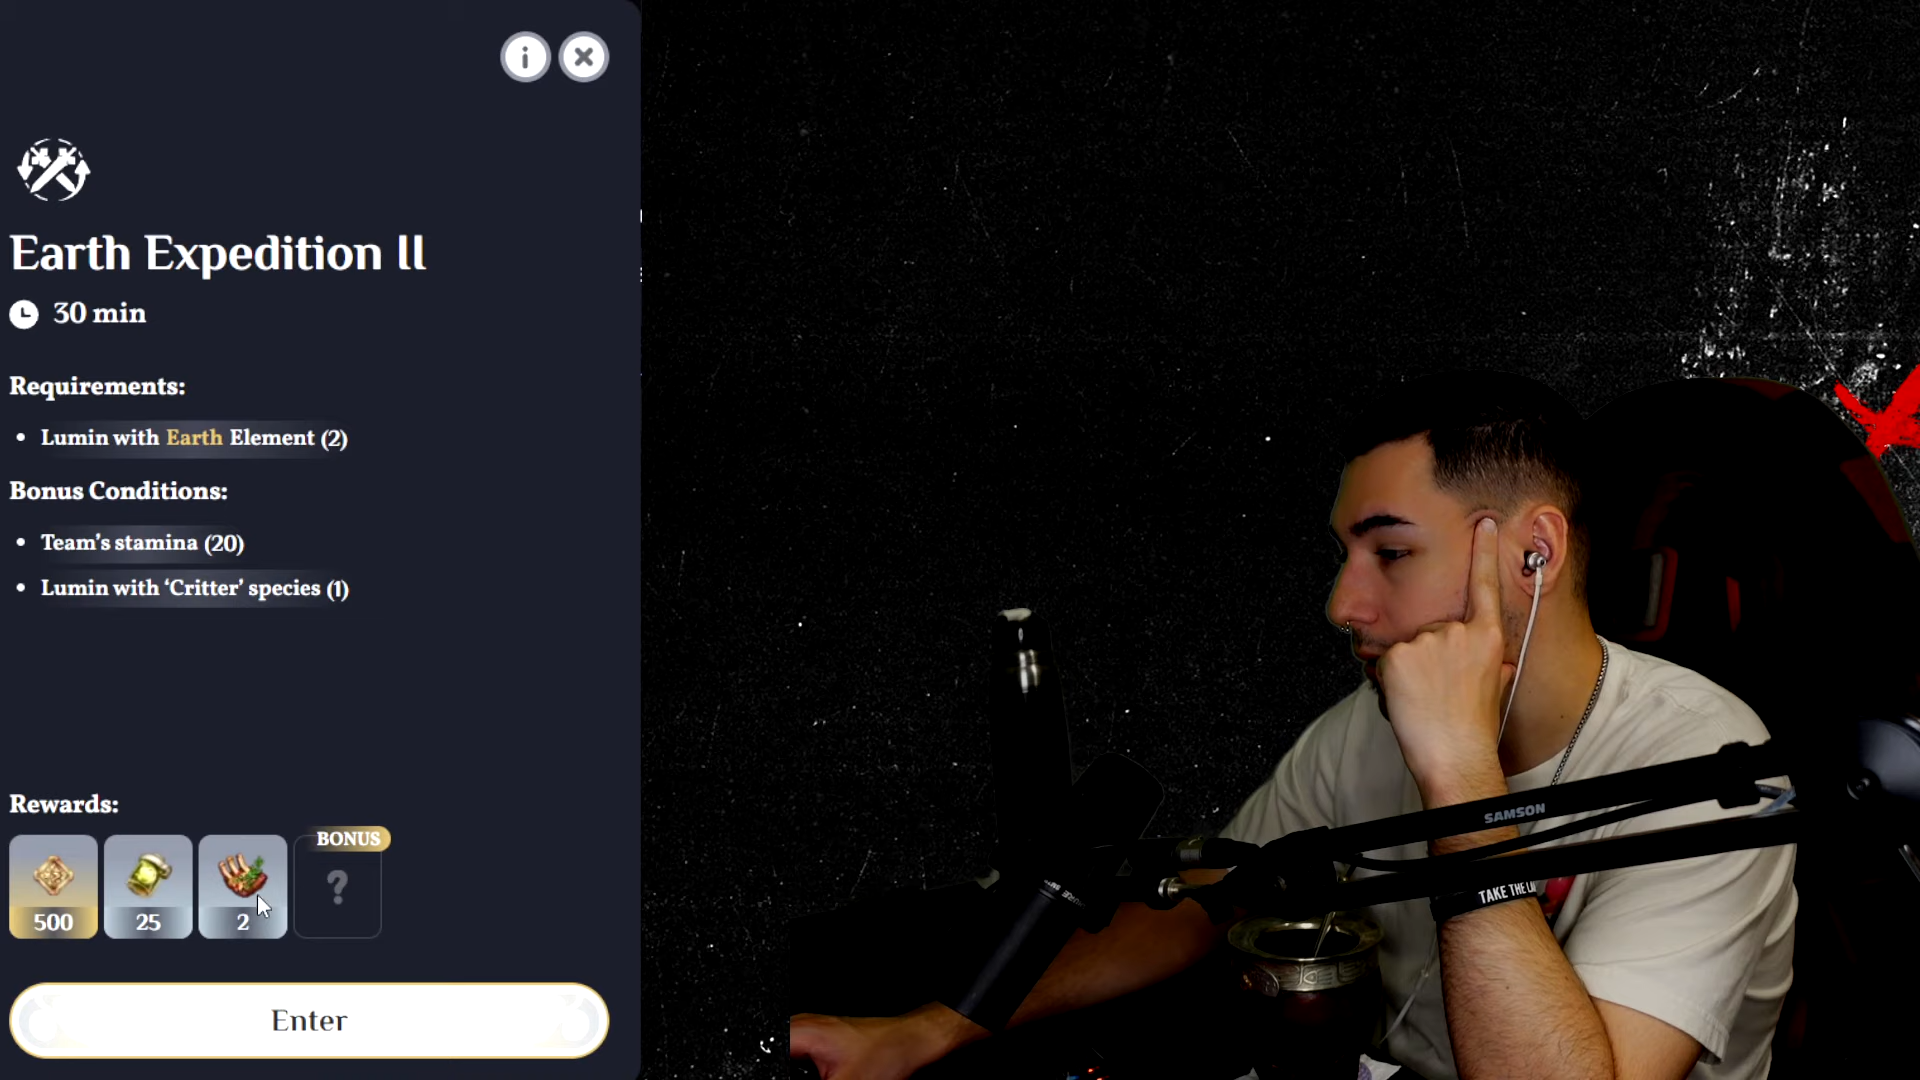 Earth Expedition II
30 min
Requirements:
• Lumin with Earth Element (2)
Bonus Conditions:
• Team's stamina (20)
• Lumin with 'Critter' species (1)
Rewards:
BONUS
500
25
2
?
Enter
SAMSON
TAKE THE